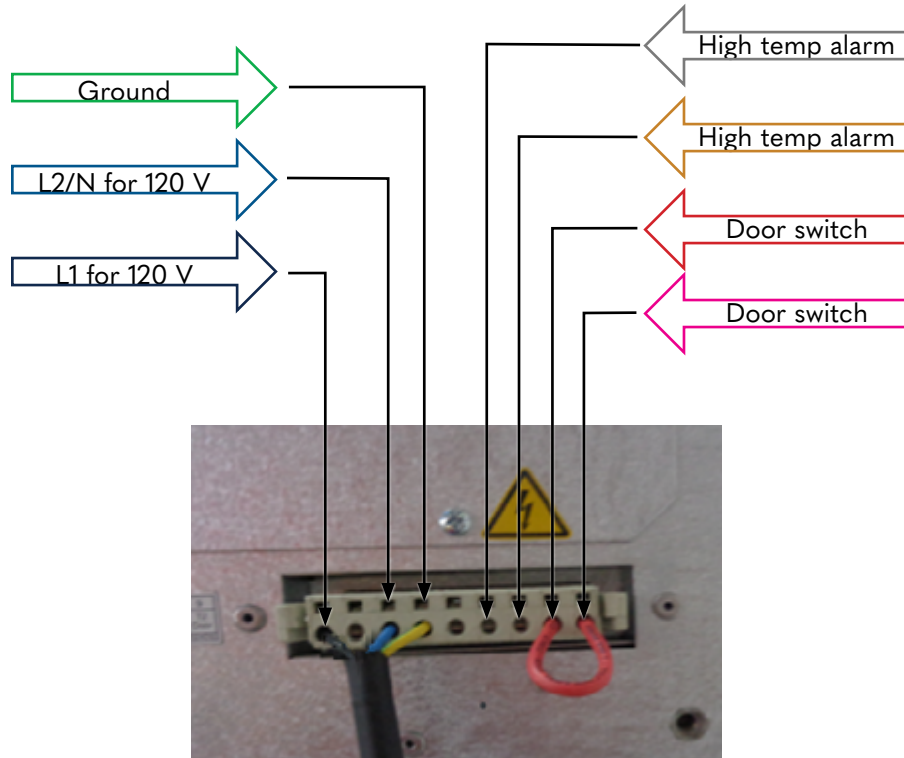 Ground
L2/N for 120 V
L1 for 120 V
High temp alarm
High temp alarm
Door switch
Door switch